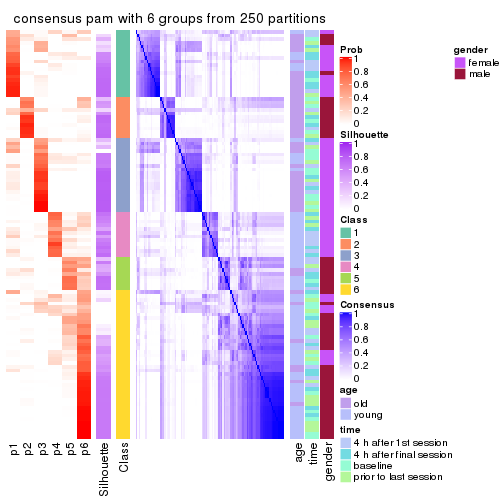 consensus pam with 6 groups from 250 partitions
Prob
1
0.8
0.6
0.4
0.2
0
gender
female
male
Silhouette
1
0.8
0.6
0.4
0.2
0
Class
1
2
3
4
5
6
Consensus
1
0.8
0.6
0.4
0.2
0
age
old
young
time
4 h after 1st session
4 h after final session
baseline
prior to last session
p1
p2
p3
p4
p5
p6
Silhouette
Class
age
time
gender